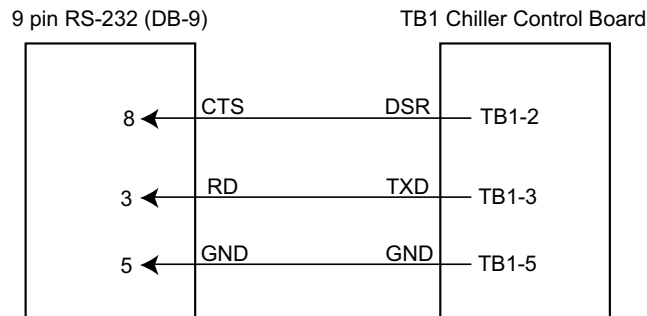 9 pin RS-232 (DB-9) TB1 Chiller Control Board
8 CTS DSR TB1-2
3 RD TXD TB1-3
5 GND GND TB1-5